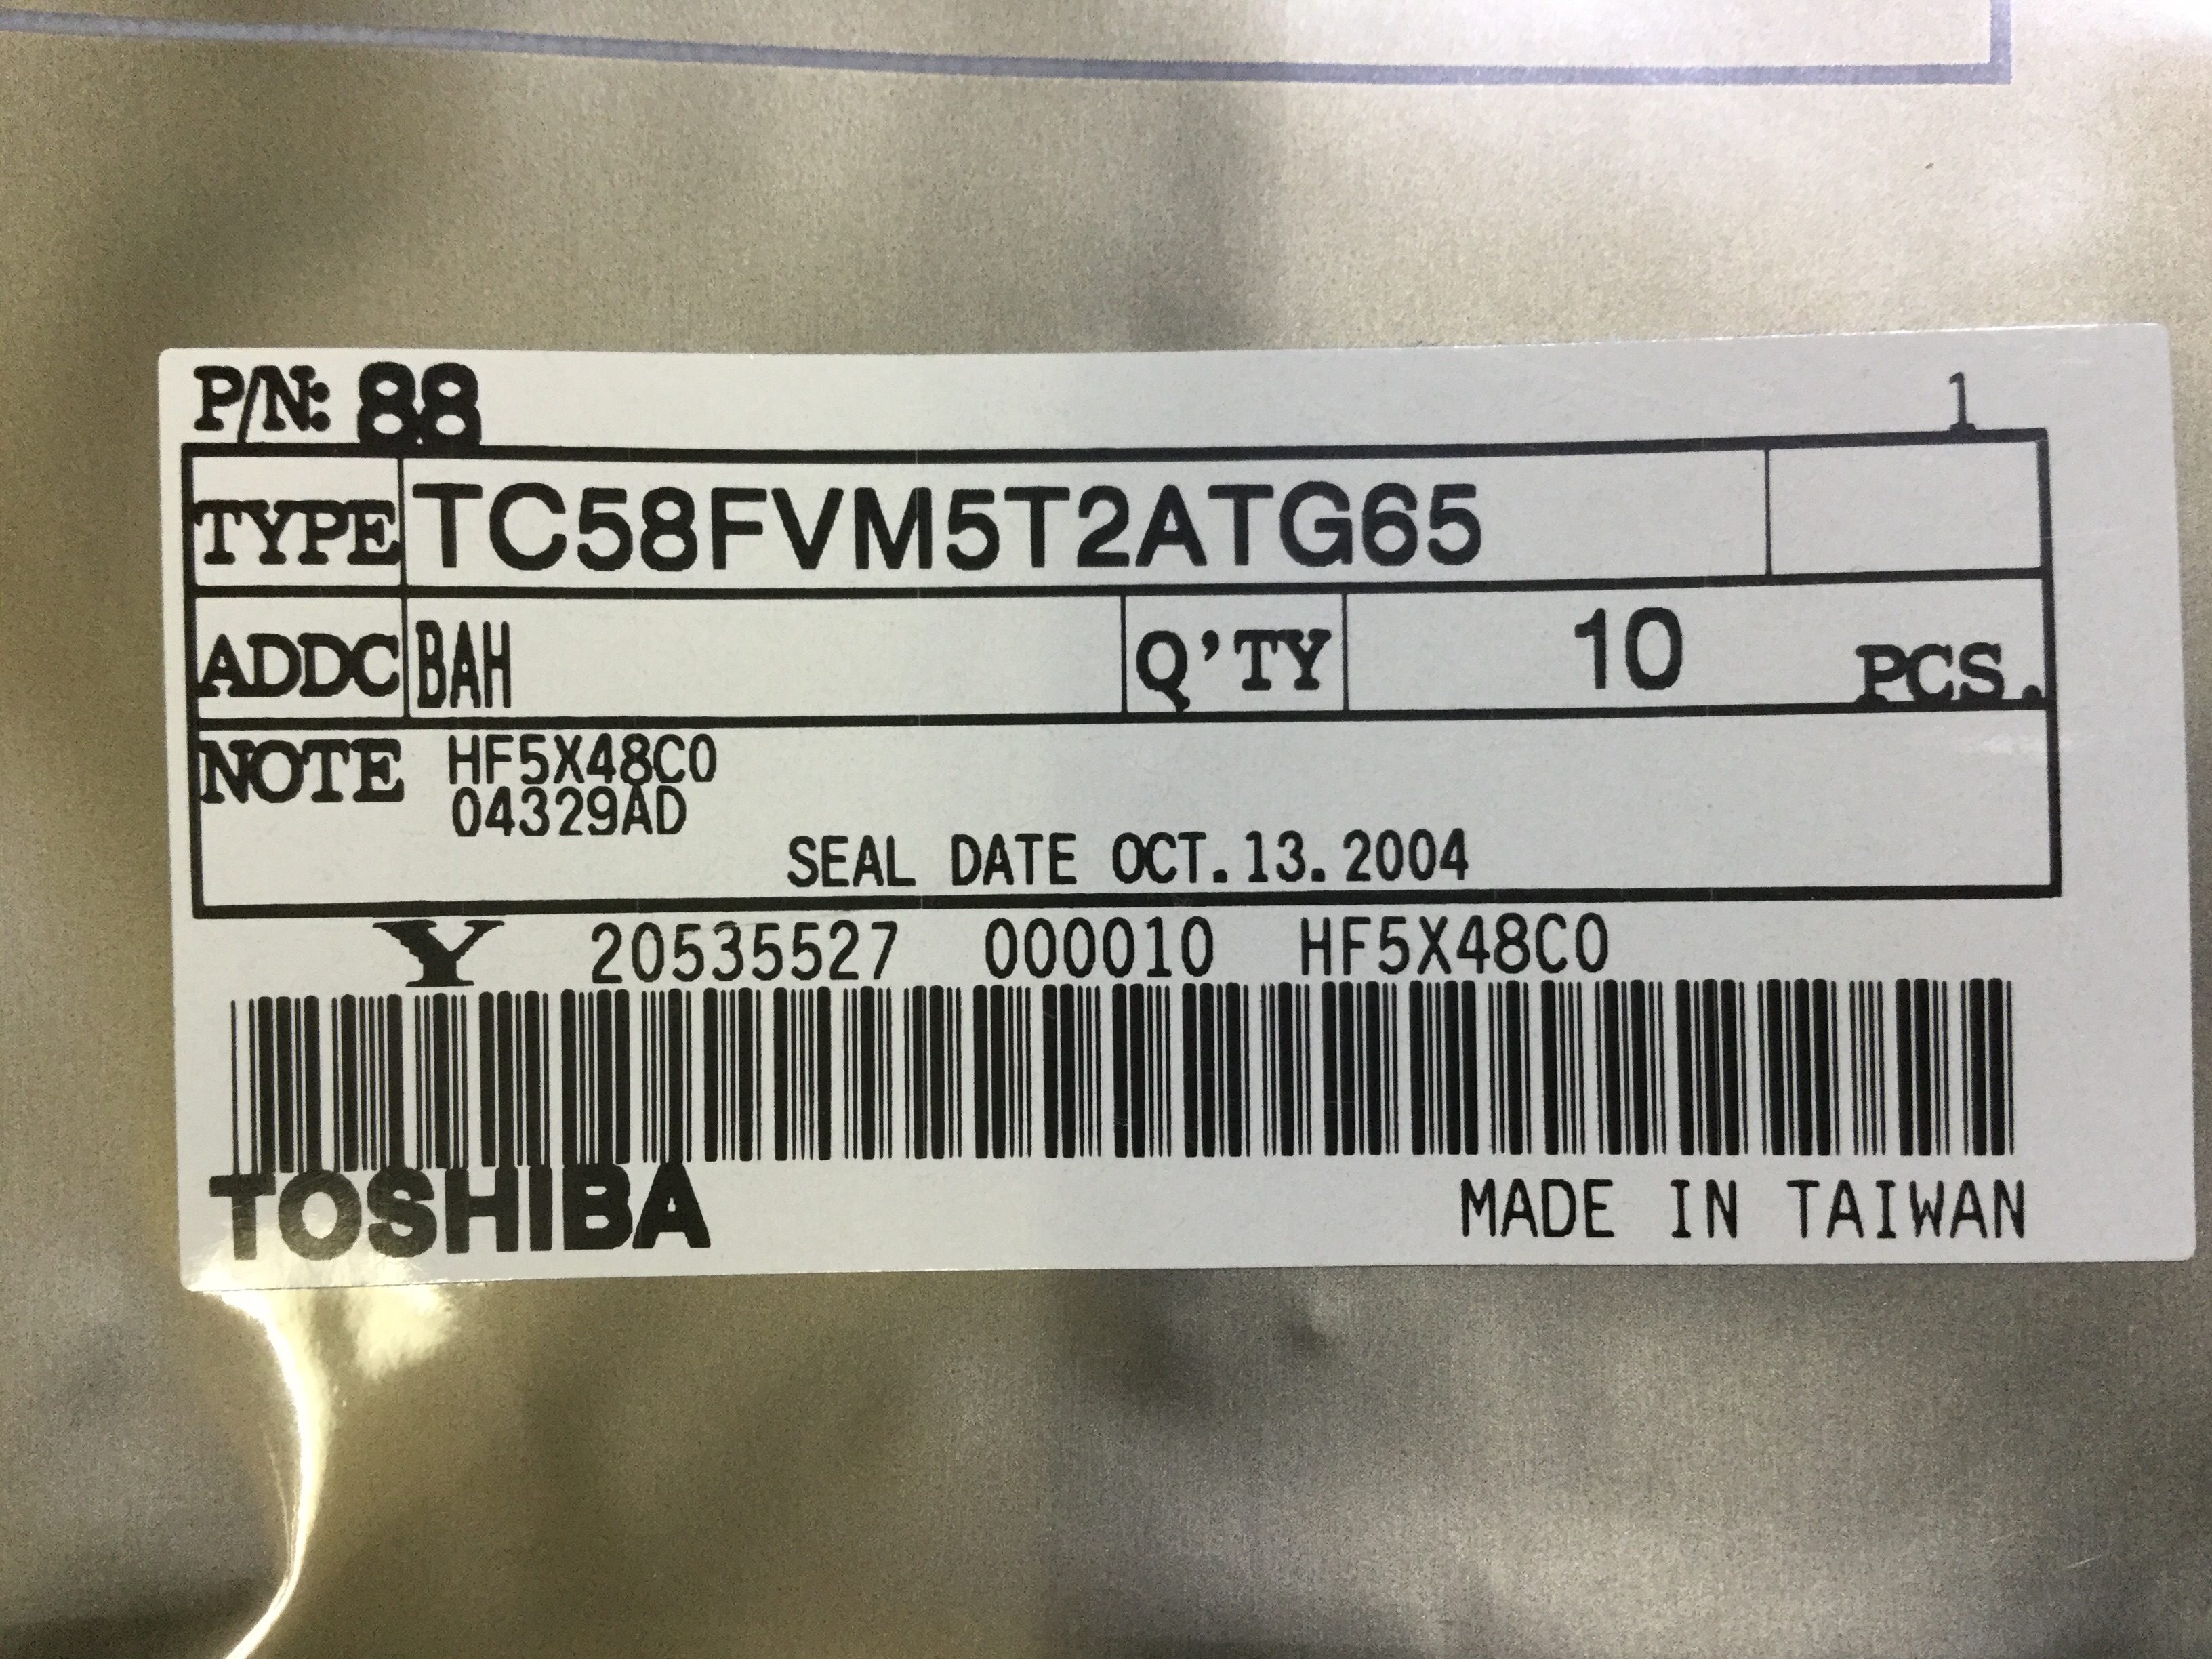 P/N: 88 1
TYPE TC58FVM5T2ATG65
ADDC BAH Q'TY 10 PCS.
NOTE HF5X48C0
04329AD
SEAL DATE OCT.13.2004
Y 20535527 000010 HF5X48C0
TOSHIBA MADE IN TAIWAN